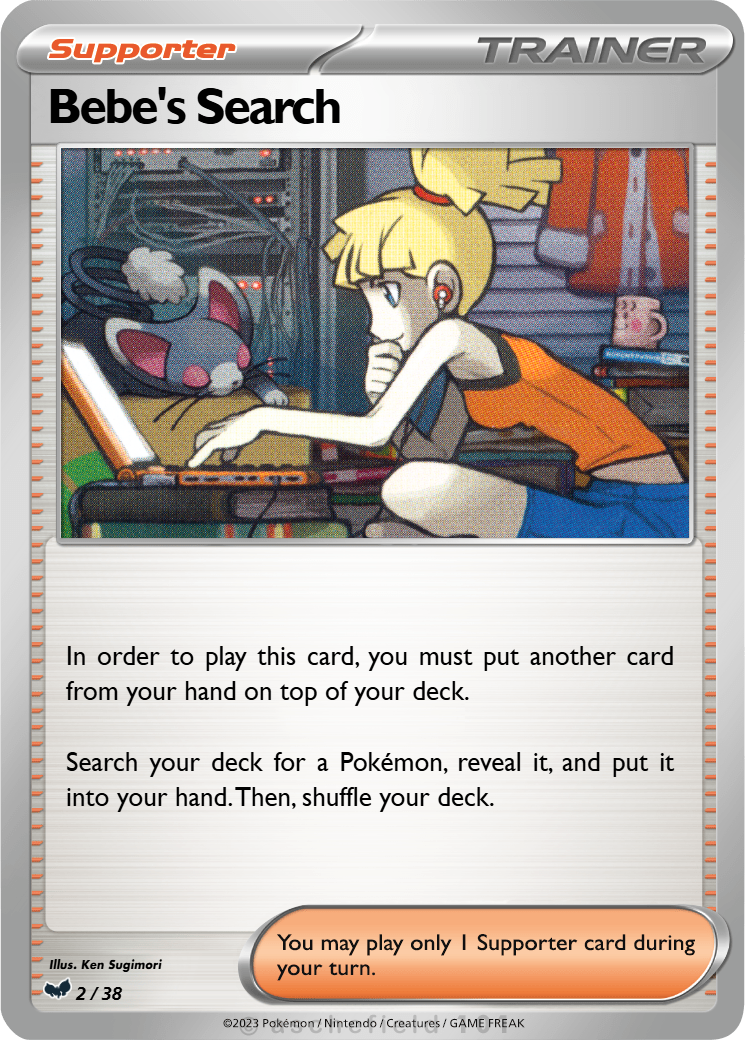 Supporter
TRAINER
Bebe's Search
In order to play this card, you must put another card
from your hand on top of your deck.
Search your deck for a Pokémon, reveal it, and put it
into your hand. Then, shuffle your deck.
You may play only 1 Supporter card during
your turn.
Illus. Ken Sugimori
2 / 38
©2023 Pokémon / Nintendo / Creatures / GAME FREAK